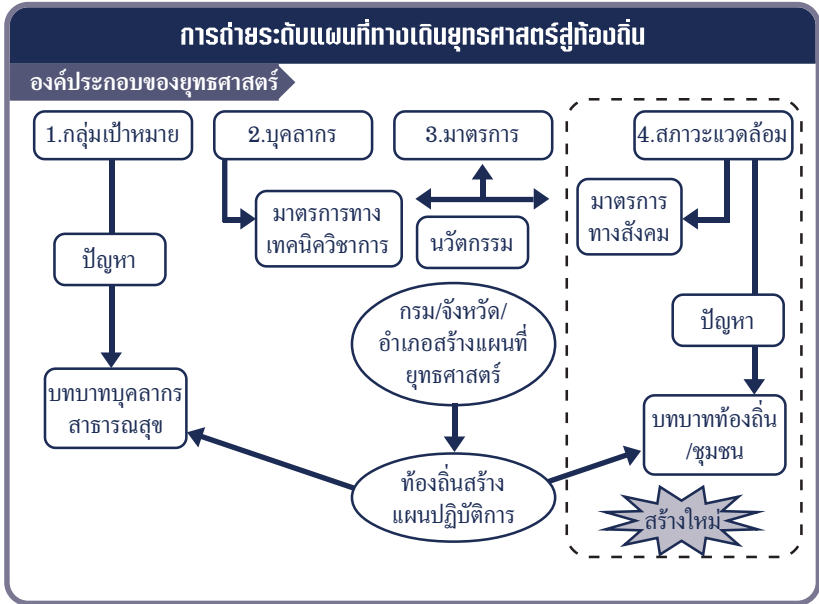 การถ่ายระดับแผนที่ทางเดินยุทธศาสตร์สู่ท้องถิ่น
องค์ประกอบของยุทธศาสตร์
1.กลุ่มเป้าหมาย
2.บุคลากร
3.มาตรการ
4.สภาวะแวดล้อม
มาตรการทาง
เทคนิควิชาการ
นวัตกรรม
มาตรการ
ทางสังคม
ปัญหา
กรม/จังหวัด/
อำเภอสร้างแผนที่
ยุทธศาสตร์
ปัญหา
บทบาทบุคลากร
สาธารณสุข
บทบาทท้องถิ่น
/ชุมชน
ท้องถิ่นสร้าง
แผนปฏิบัติการ
สร้างใหม่